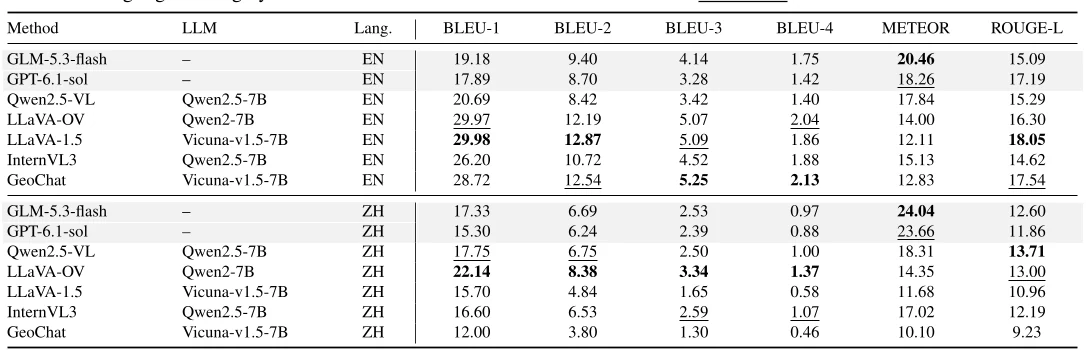 Method LLM Lang. BLEU-1 BLEU-2 BLEU-3 BLEU-4 METEOR ROUGE-L
GLM-5.3-flash – EN 19.18 9.40 4.14 1.75 20.46 15.09
GPT-6.1-sol – EN 17.89 8.70 3.28 1.42 18.26 17.19
Qwen2.5-VL Qwen2.5-7B EN 20.69 8.42 3.42 1.40 17.84 15.29
LLaVA-OV Qwen2-7B EN 29.97 12.19 5.07 2.04 14.00 16.30
LLaVA-1.5 Vicuna-v1.5-7B EN 29.98 12.87 5.09 1.86 12.11 18.05
InternVL3 Qwen2.5-7B EN 26.20 10.72 4.52 1.88 15.13 14.62
GeoChat Vicuna-v1.5-7B EN 28.72 12.54 5.25 2.13 12.83 17.54
GLM-5.3-flash – ZH 17.33 6.69 2.53 0.97 24.04 12.60
GPT-6.1-sol – ZH 15.30 6.24 2.39 0.88 23.66 11.86
Qwen2.5-VL Qwen2.5-7B ZH 17.75 6.75 2.50 1.00 18.31 13.71
LLaVA-OV Qwen2-7B ZH 22.14 8.38 3.34 1.37 14.35 13.00
LLaVA-1.5 Vicuna-v1.5-7B ZH 15.70 4.84 1.65 0.58 11.68 10.96
InternVL3 Qwen2.5-7B ZH 16.60 6.53 2.59 1.07 17.02 12.19
GeoChat Vicuna-v1.5-7B ZH 12.00 3.80 1.30 0.46 10.10 9.23